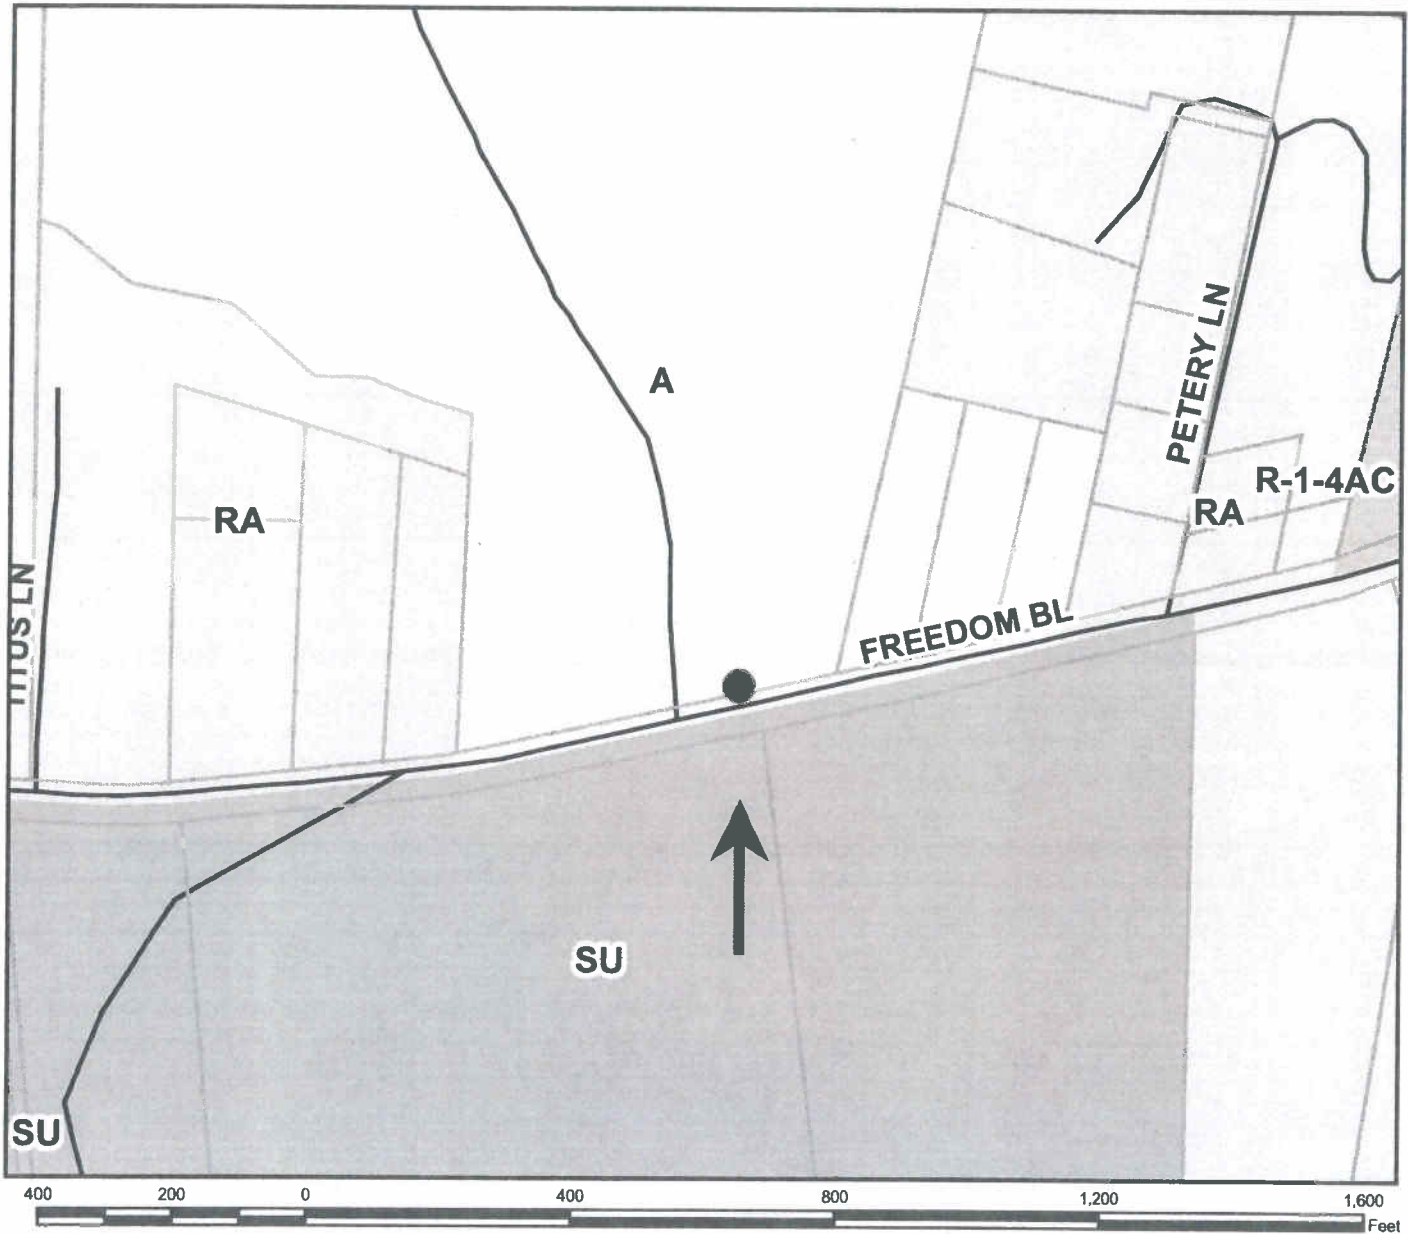 A
PETERY LN
R-1-4AC
RA
RA
TITUS LN
FREEDOM BL
SU
SU
400 200 0 400 800 1,200 1,600
Feet